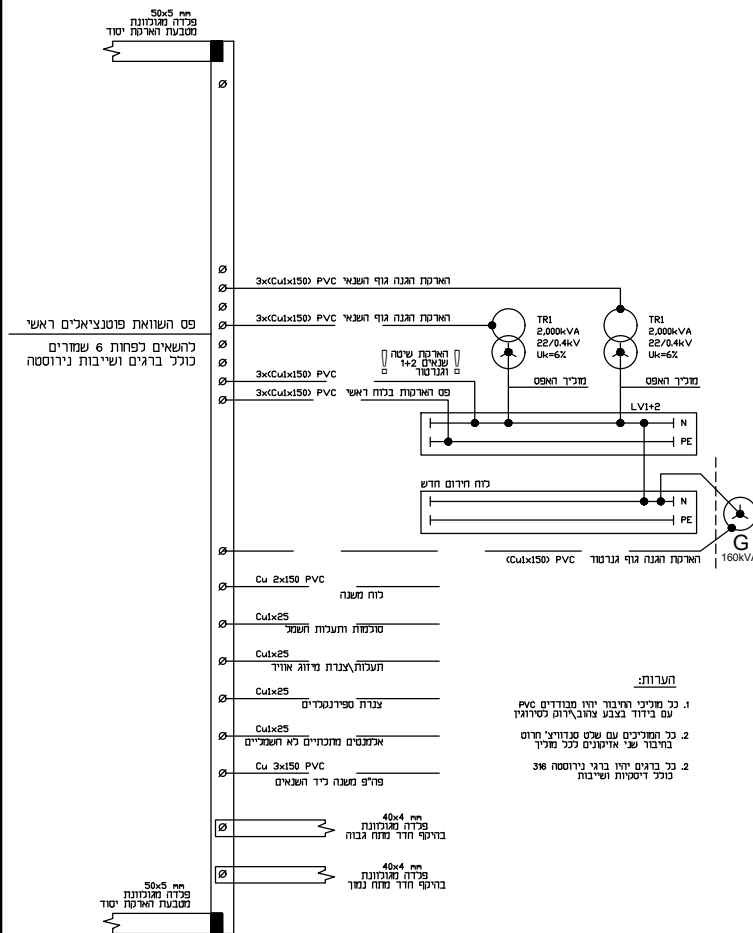 50x5 mm
פלדה מגולוונת
מטבעת הארקת יסוד
פס השוואת פוטנציאלים ראשי
להשאים לפחות 6 שמורים
כולל ברגים ושייבות נירוסטה
3x(Cu1x150) PVC הארקת הגנה גוף השנאי
3x(Cu1x150) PVC הארקת הגנה גוף השנאי
3x(Cu1x150) PVC
הארקת שיטה
שנאים 1+2
וגנרטור
3x(Cu1x150) PVC פס הארקות בלוח ראשי
TR1
2,000kVA
22/0.4kV
Uk=6%
TR1
2,000kVA
22/0.4kV
Uk=6%
מוליך האפס
מוליך האפס
LV1+2
N
PE
לוח חירום חדש
N
PE
G
160kVA
(Cu1x150) PVC הארקת הגנה גוף גנרטור
Cu 2x150 PVC
לוח משנה
Cu1x25
סולמות ותעלות חשמל
Cu1x25
תעלות\צנרת מיזוג אוויר
Cu1x25
צנרת ספירנקלרים
Cu1x25
אלמנטים מתכתיים לא חשמליים
Cu 3x150 PVC
פה"פ משנה ליד השנאים
40x4 mm
פלדה מגולוונת
בהיקף חדר מתח גבוה
40x4 mm
פלדה מגולוונת
בהיקף חדר מתח נמוך
50x5 mm
פלדה מגולוונת
מטבעת הארקת יסוד
הערות:
1. כל מוליכי החיבור יהיו מבודדים PVC
עם בידוד בצבע צהוב\ירוק לסירוגין
2. כל המוליכים עם שלט סנדוויצ' חרוט
בחיבור שני אזיקונים לכל מוליך
2. כל ברגים יהיו ברגי נירוסטה 316
כולל דיסקיות ושייבות